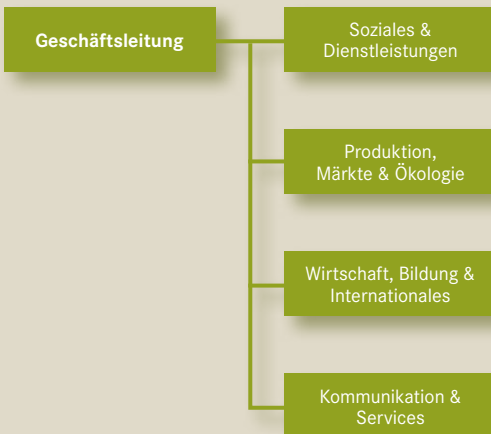 Geschäftsleitung
Soziales &
Dienstleistungen
Produktion,
Märkte & Ökologie
Wirtschaft, Bildung &
Internationales
Kommunikation &
Services